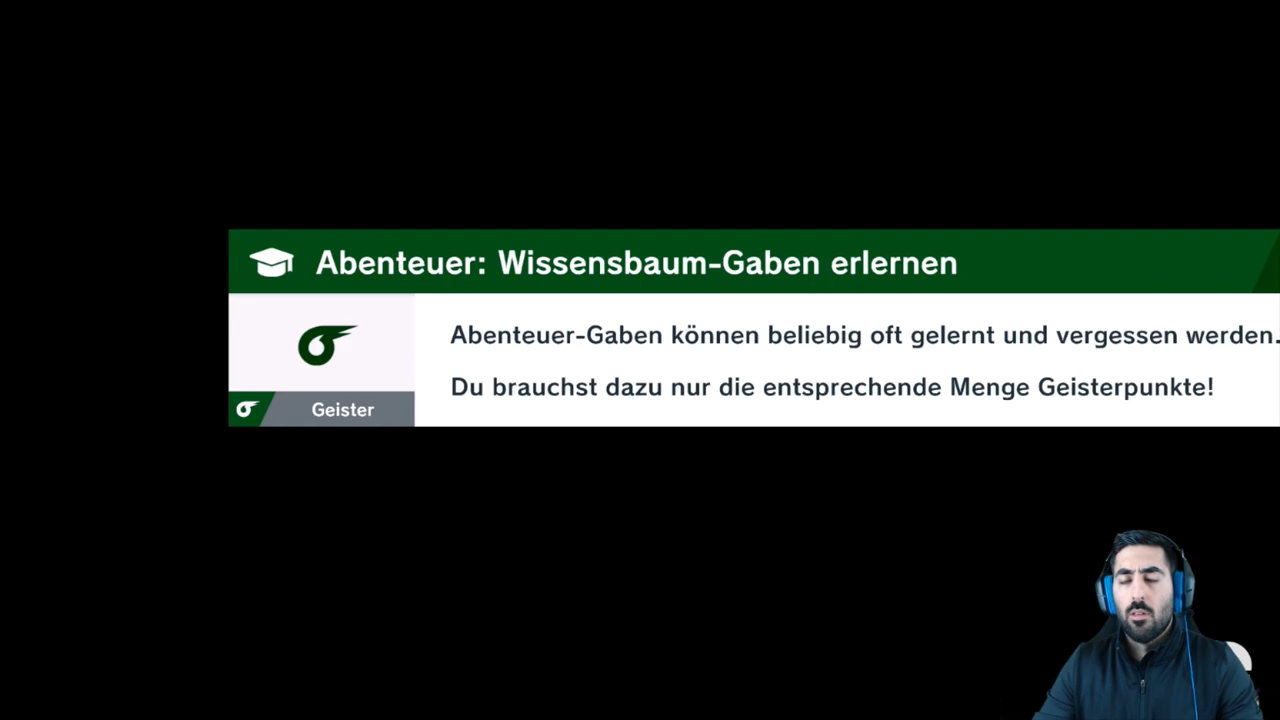 Abenteuer: Wissensbaum-Gaben erlernen
Abenteuer-Gaben können beliebig oft gelernt und vergessen werden.
Du brauchst dazu nur die entsprechende Menge Geisterpunkte!
Geister